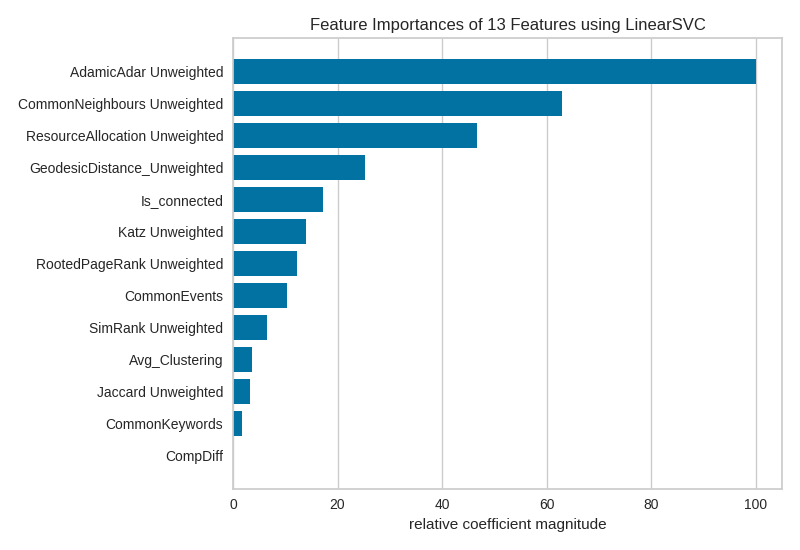 Feature Importances of 13 Features using LinearSVC
AdamicAdar Unweighted
CommonNeighbours Unweighted
ResourceAllocation Unweighted
GeodesicDistance_Unweighted
Is_connected
Katz Unweighted
RootedPageRank Unweighted
CommonEvents
SimRank Unweighted
Avg_Clustering
Jaccard Unweighted
CommonKeywords
CompDiff
0 20 40 60 80 100
relative coefficient magnitude